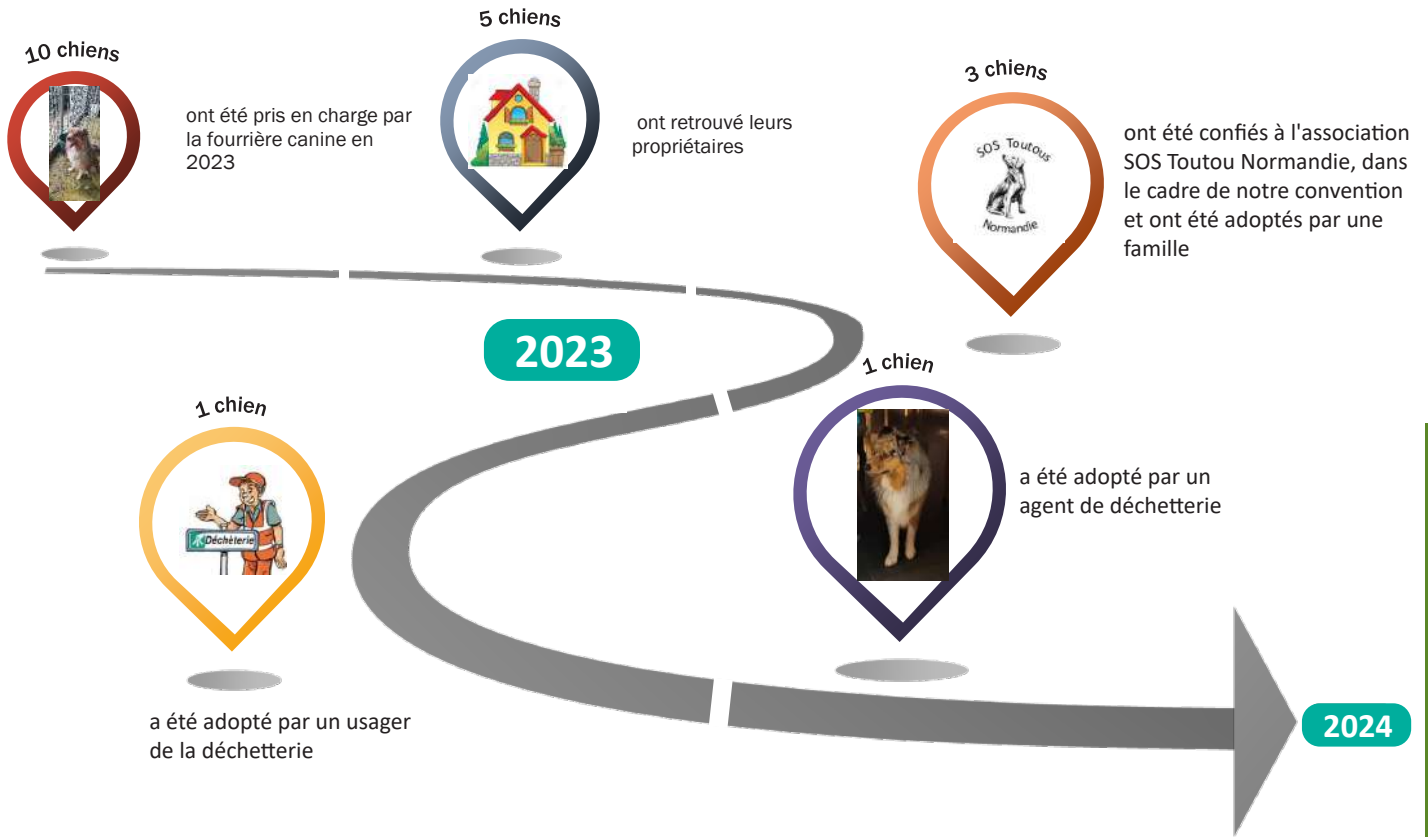 10 chiens
ont été pris en charge par
la fourrière canine en
2023
5 chiens
ont retrouvé leurs
propriétaires
3 chiens
SOS Toutous
Normandie
ont été confiés à l'association
SOS Toutou Normandie, dans
le cadre de notre convention
et ont été adoptés par une
famille
2023
1 chien
a été adopté par un
agent de déchetterie
1 chien
Déchèterie
a été adopté par un usager
de la déchetterie
2024